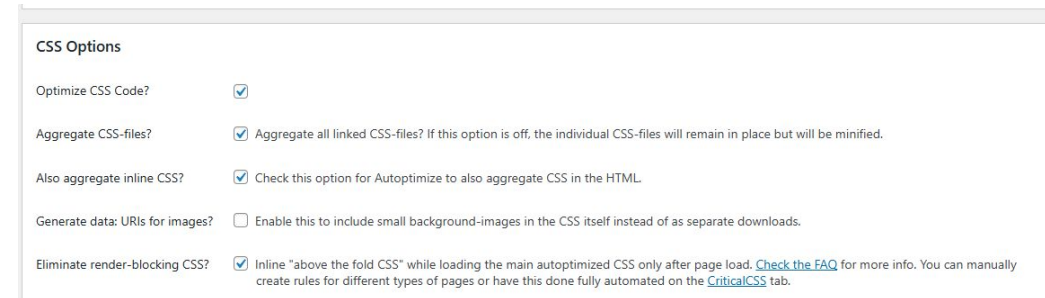 CSS Options
Optimize CSS Code?
Aggregate CSS-files? Aggregate all linked CSS-files? If this option is off, the individual CSS-files will remain in place but will be minified.
Also aggregate inline CSS? Check this option for Autoptimize to also aggregate CSS in the HTML.
Generate data: URIs for images? Enable this to include small background-images in the CSS itself instead of as separate downloads.
Eliminate render-blocking CSS? Inline "above the fold CSS" while loading the main autoptimized CSS only after page load. Check the FAQ for more info. You can manually
create rules for different types of pages or have this done fully automated on the CriticalCSS tab.